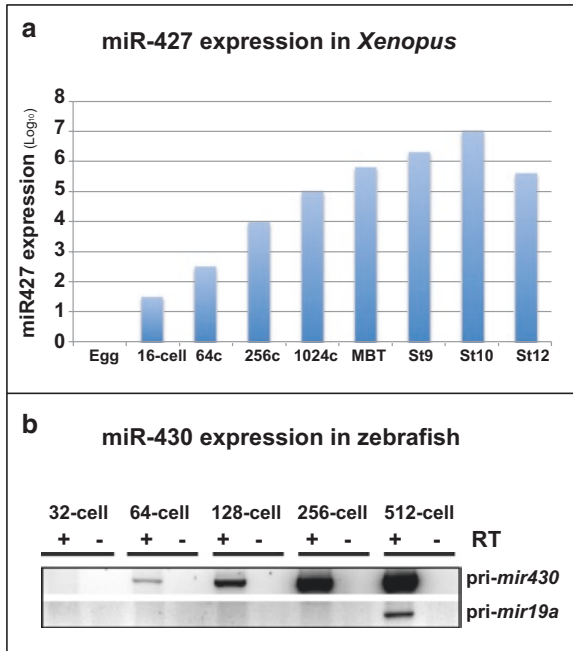 a
miR-427 expression in Xenopus
miR427 expression (Log10)
8
7
6
5
4
3
2
1
0
Egg 16-cell 64c 256c 1024c MBT St9 St10 St12
b
miR-430 expression in zebrafish
32-cell 64-cell 128-cell 256-cell 512-cell
+ - + - + - + - + - RT
pri-mir430
pri-mir19a